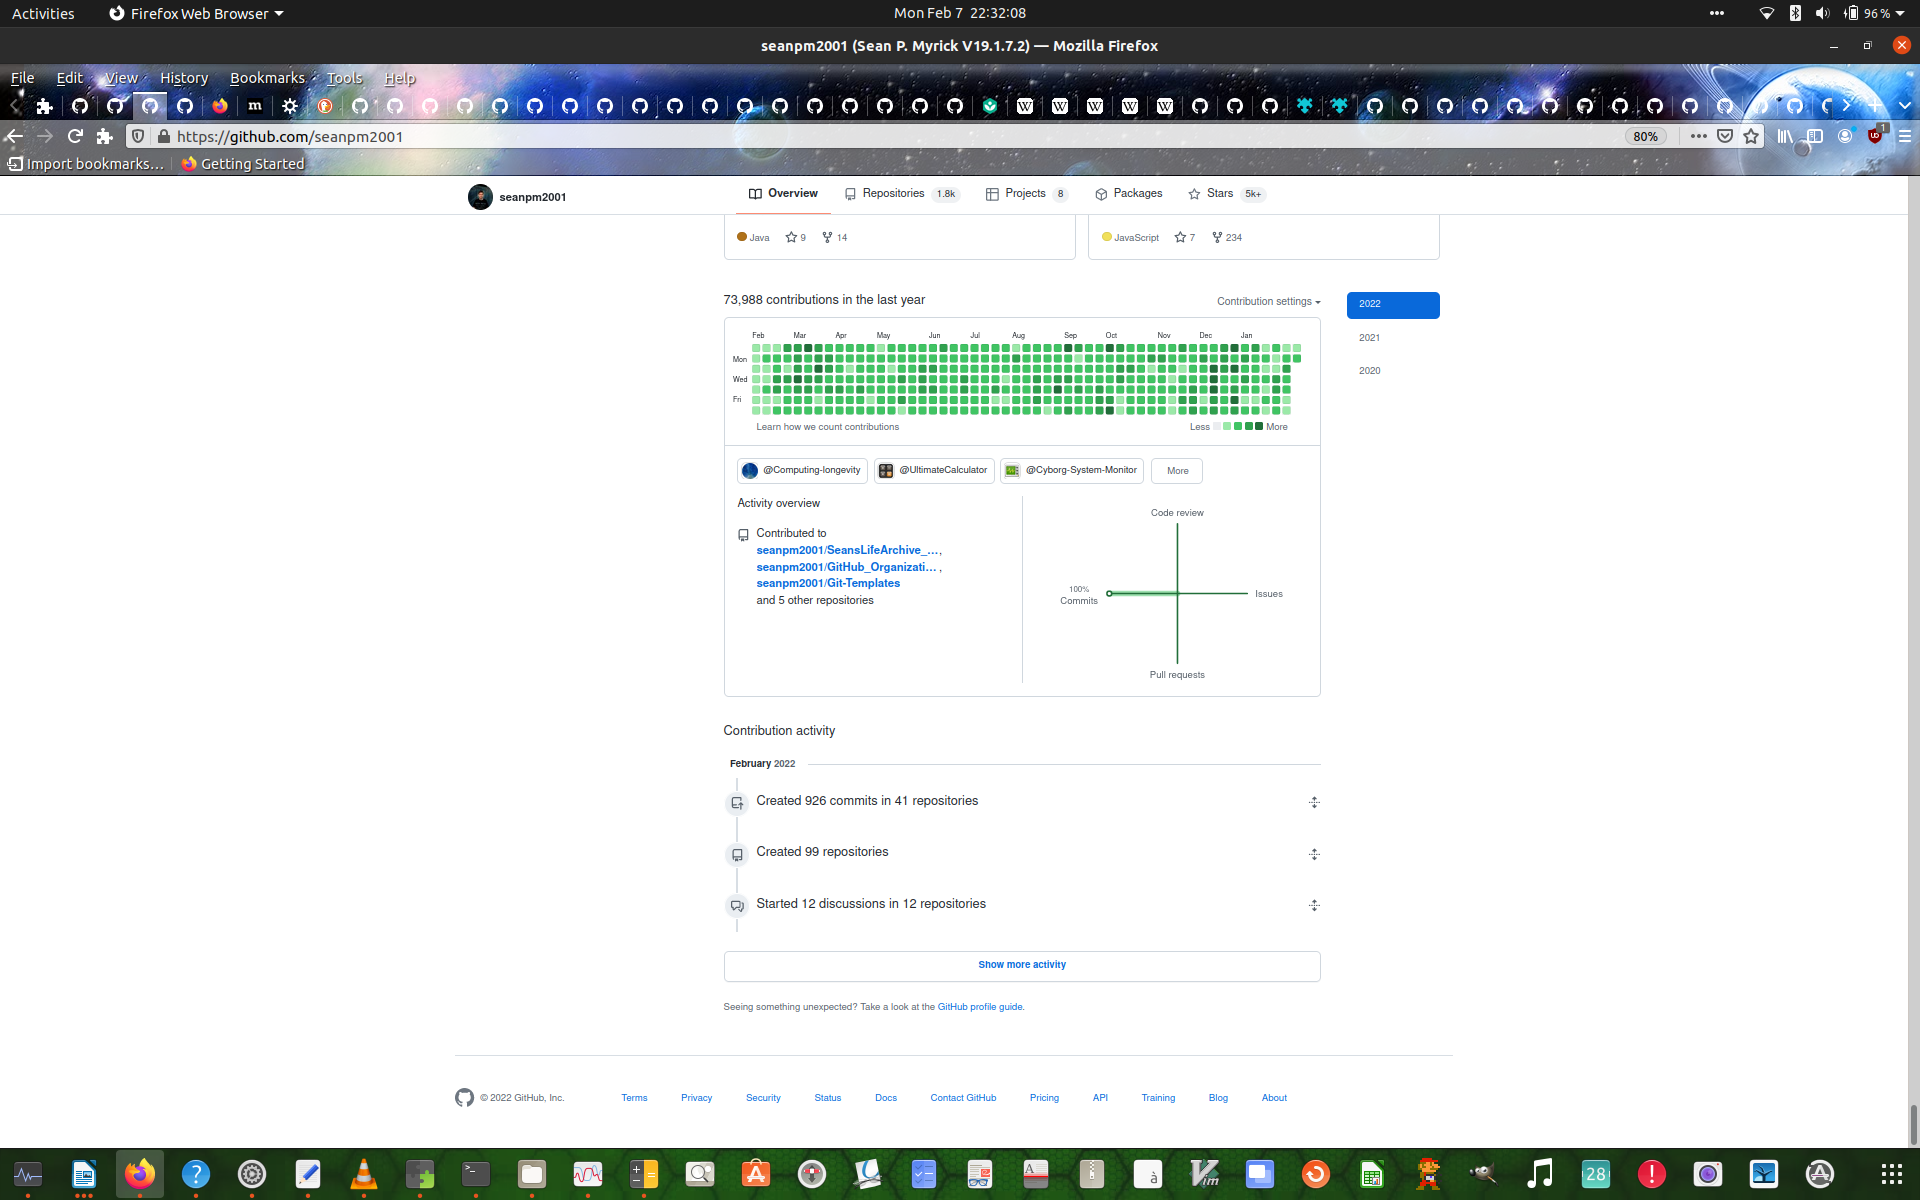 Activities
Firefox Web Browser
Mon Feb 7 22:32:08
96 %
seanpm2001 (Sean P. Myrick V19.1.7.2) — Mozilla Firefox
File Edit View History Bookmarks Tools Help
https://github.com/seanpm2001
80%
1
Import bookmarks… Getting Started
seanpm2001
Overview Repositories 1.8k Projects 8 Packages Stars 5k+
Java 9 14
JavaScript 7 234
73,988 contributions in the last year
Contribution settings
2022
2021
2020
Feb Mar Apr May Jun Jul Aug Sep Oct Nov Dec Jan
Mon
Wed
Fri
Learn how we count contributions
Less More
@Computing-longevity @UltimateCalculator @Cyborg-System-Monitor More
Activity overview
Contributed to
seanpm2001/SeansLifeArchive_…,
seanpm2001/GitHub_Organizati… ,
seanpm2001/Git-Templates
and 5 other repositories
Code review
100%
Commits
Issues
Pull requests
Contribution activity
February 2022
Created 926 commits in 41 repositories
Created 99 repositories
Started 12 discussions in 12 repositories
Show more activity
Seeing something unexpected? Take a look at the GitHub profile guide.
© 2022 GitHub, Inc. Terms Privacy Security Status Docs Contact GitHub Pricing API Training Blog About
28